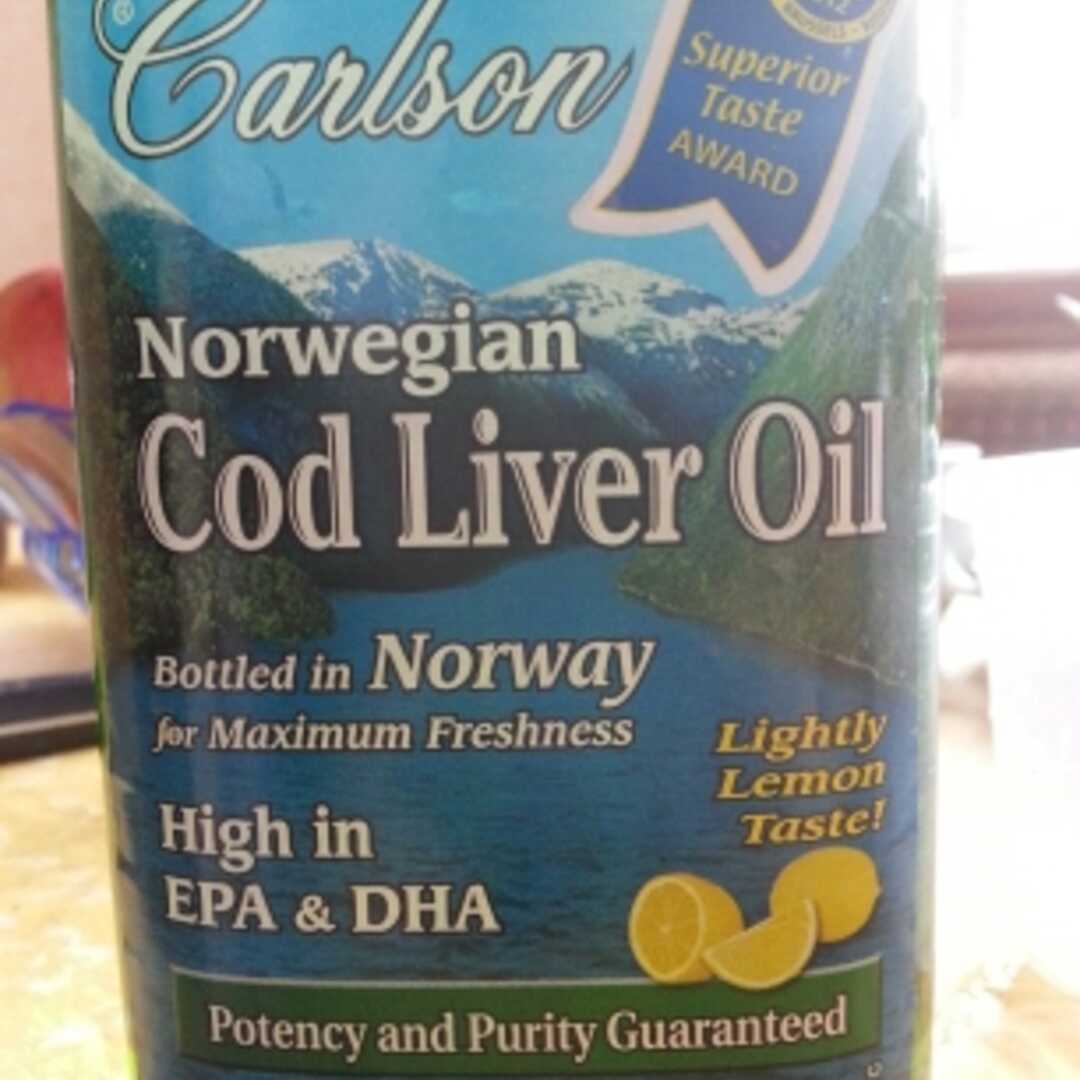 ®
Carlson
Superior
Taste
AWARD
Norwegian
Cod Liver Oil
Bottled in Norway
for Maximum Freshness
Lightly
Lemon
Taste!
High in
EPA & DHA
Potency and Purity Guaranteed